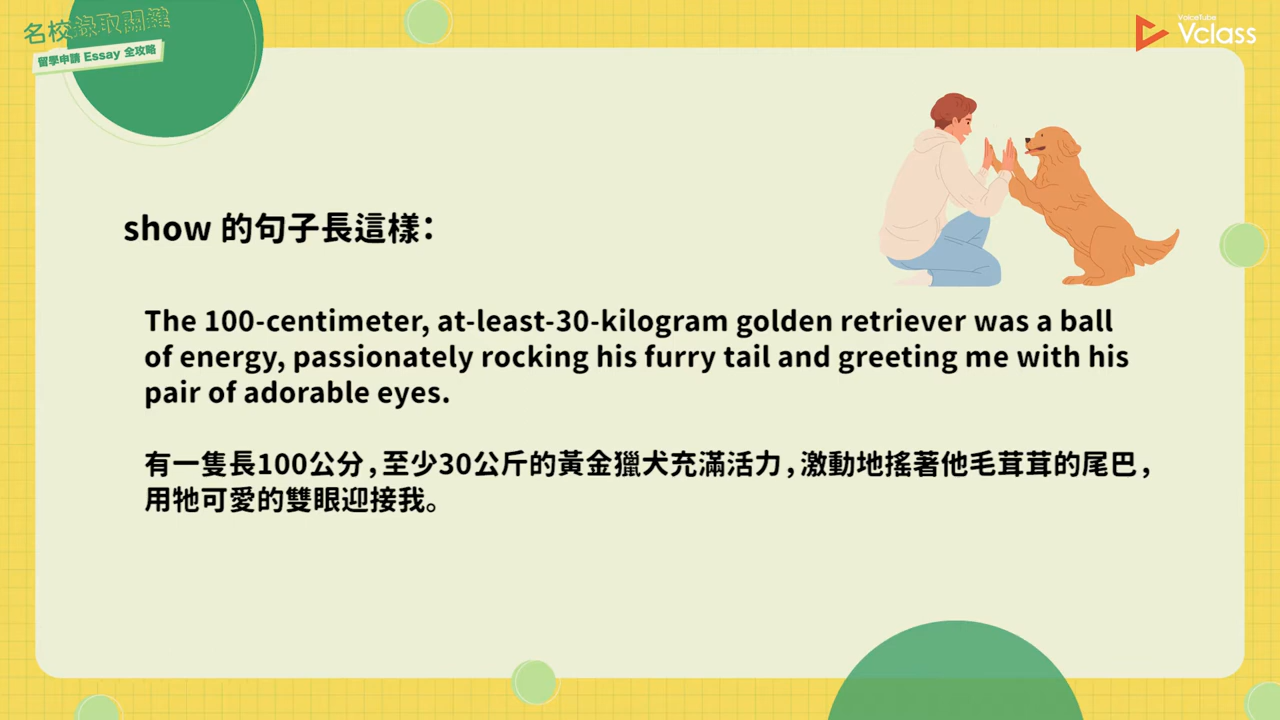 名校錄取關鍵
留學申請 Essay 全攻略
VoiceTube
Vclass
show 的句子長這樣：
The 100-centimeter, at-least-30-kilogram golden retriever was a ball
of energy, passionately rocking his furry tail and greeting me with his
pair of adorable eyes.
有一隻長100公分，至少30公斤的黃金獵犬充滿活力，激動地搖著他毛茸茸的尾巴，
用牠可愛的雙眼迎接我。